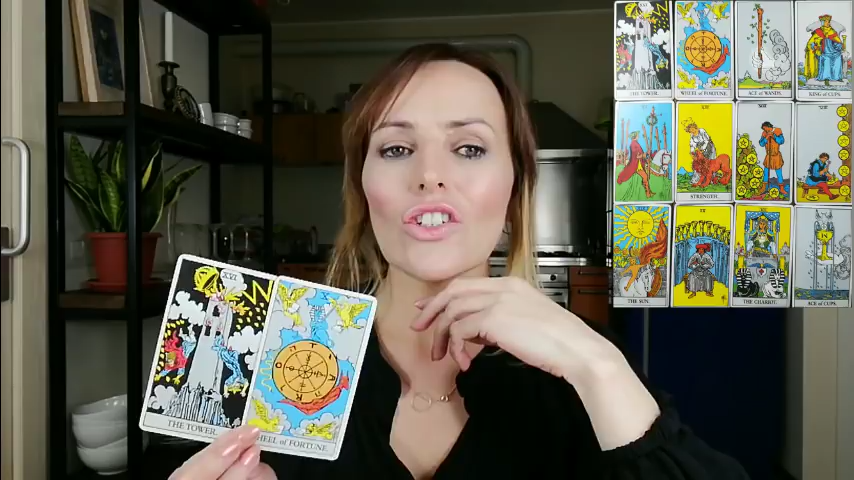 XVI
THE TOWER.
WHEEL of FORTUNE.
THE TOWER.
WHEEL of FORTUNE.
ACE of WANDS.
KING of CUPS.
STRENGTH.
THE SUN
THE CHARIOT.
ACE of CUPS.